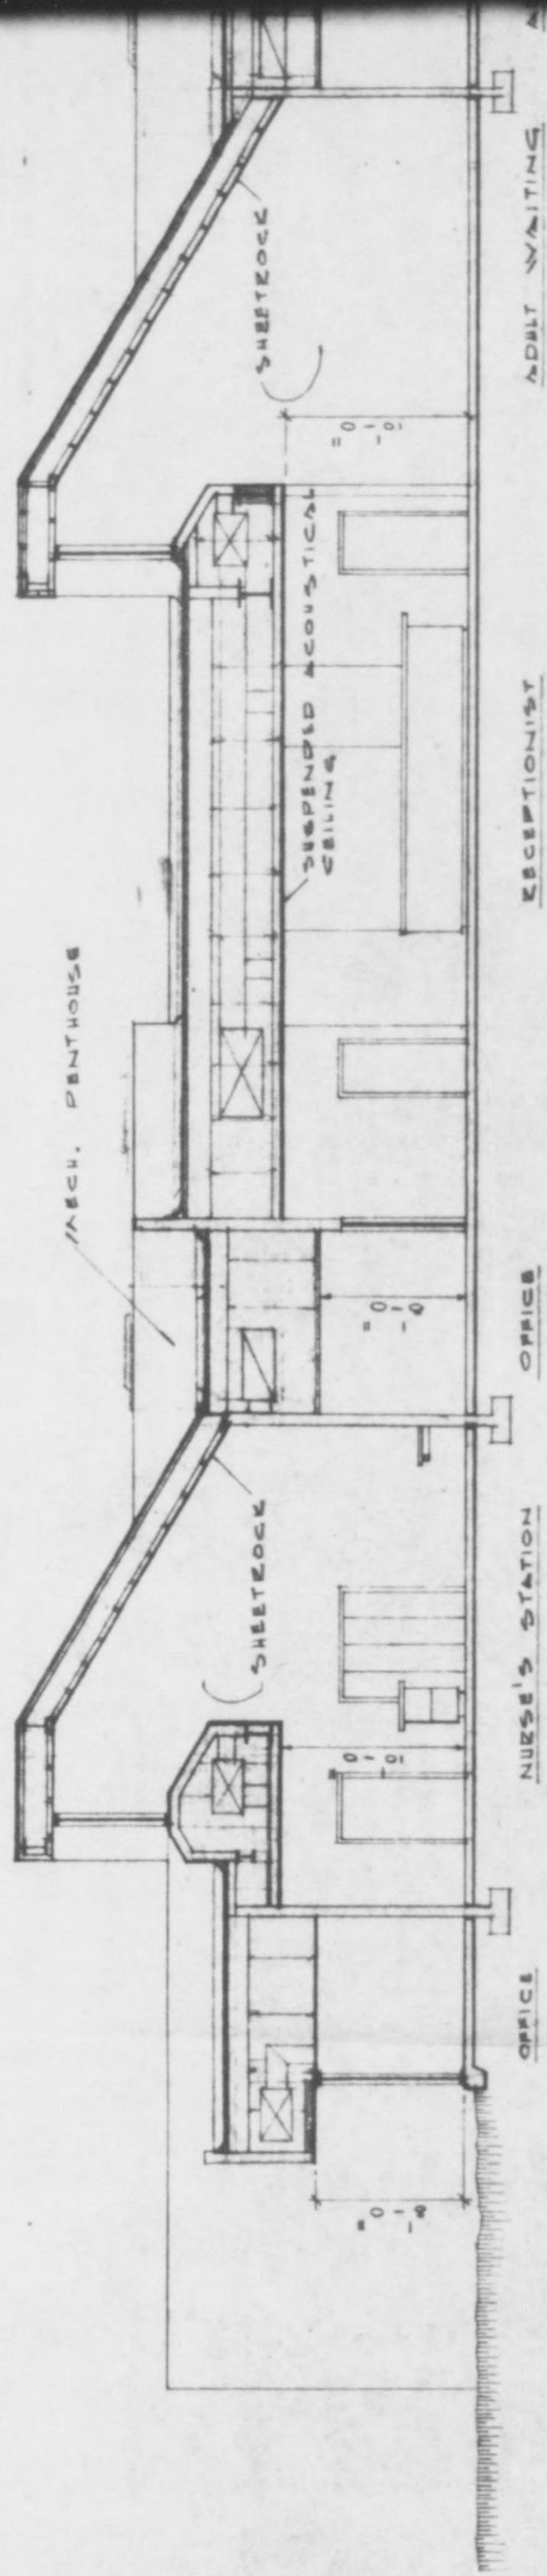 MECH. PENTHOUSE
SHEETROCK
SUSPENDED ACOUSTICAL
CEILING
SHEETROCK
8'-0"
10'-0"
8'-0"
10'-0"
OFFICE
NURSE'S STATION
OFFICE
RECEPTIONIST
ADULT WAITING